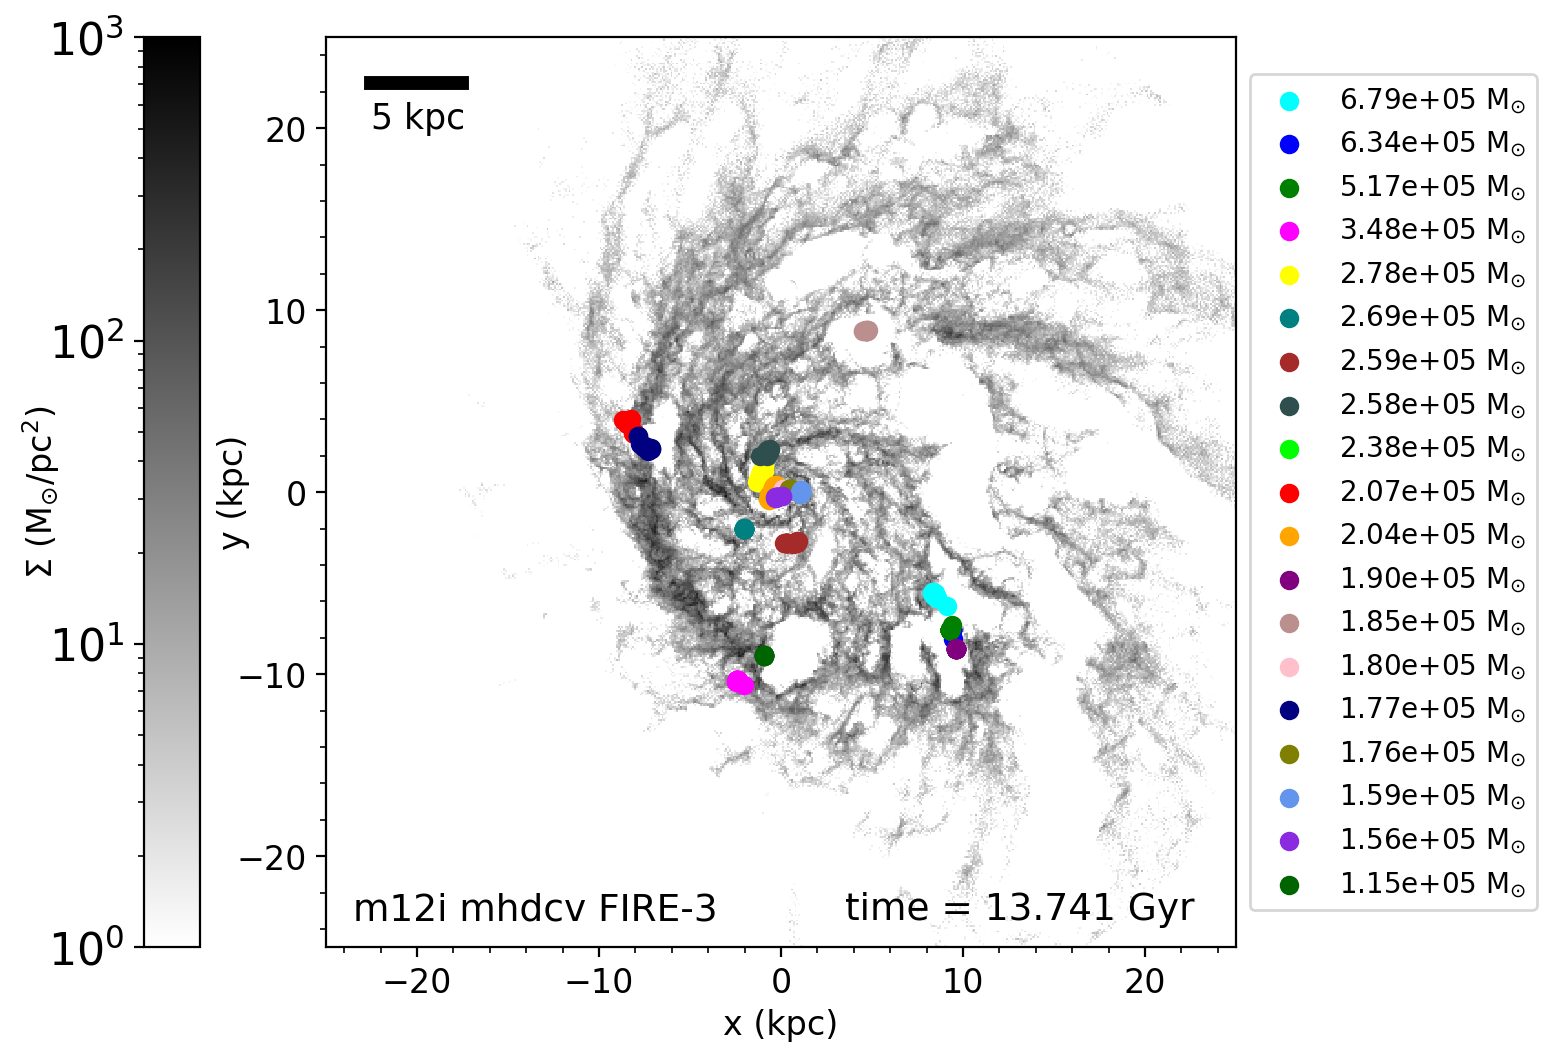 10³
10²
10¹
10⁰
Σ (M⊙/pc²)
20
10
0
−10
−20
y (kpc)
5 kpc
m12i mhdcv FIRE-3
time = 13.741 Gyr
−20
−10
0
10
20
x (kpc)
6.79e+05 M⊙
6.34e+05 M⊙
5.17e+05 M⊙
3.48e+05 M⊙
2.78e+05 M⊙
2.69e+05 M⊙
2.59e+05 M⊙
2.58e+05 M⊙
2.38e+05 M⊙
2.07e+05 M⊙
2.04e+05 M⊙
1.90e+05 M⊙
1.85e+05 M⊙
1.80e+05 M⊙
1.77e+05 M⊙
1.76e+05 M⊙
1.59e+05 M⊙
1.56e+05 M⊙
1.15e+05 M⊙